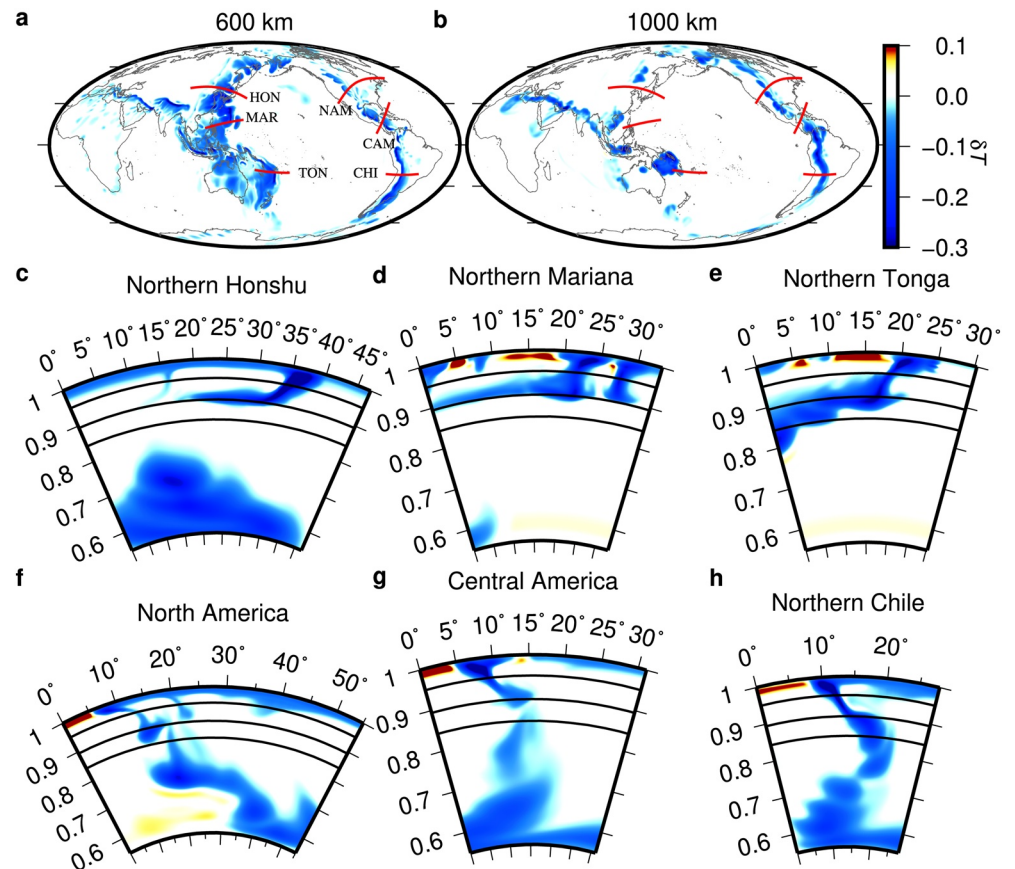 a
600 km
b
1000 km
HON
MAR
NAM
CAM
TON
CHI
0.1
0.0
−0.1
−0.2
−0.3
δT
c
Northern Honshu
0° 5° 10° 15° 20° 25° 30° 35° 40° 45°
1
0.9
0.8
0.7
0.6
d
Northern Mariana
0° 5° 10° 15° 20° 25° 30°
1
0.9
0.8
0.7
0.6
e
Northern Tonga
0° 5° 10° 15° 20° 25° 30°
1
0.9
0.8
0.7
0.6
f
North America
0° 10° 20° 30° 40° 50°
1
0.9
0.8
0.7
0.6
g
Central America
0° 5° 10° 15° 20° 25° 30°
1
0.9
0.8
0.7
0.6
h
Northern Chile
0° 10° 20°
1
0.9
0.8
0.7
0.6